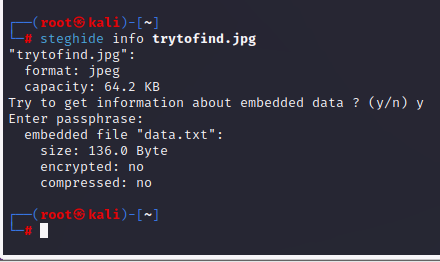 ┌──(root㉿kali)-[~]
└─# steghide info trytofind.jpg
"trytofind.jpg":
  format: jpeg
  capacity: 64.2 KB
Try to get information about embedded data ? (y/n) y
Enter passphrase:
  embedded file "data.txt":
    size: 136.0 Byte
    encrypted: no
    compressed: no
┌──(root㉿kali)-[~]
└─#